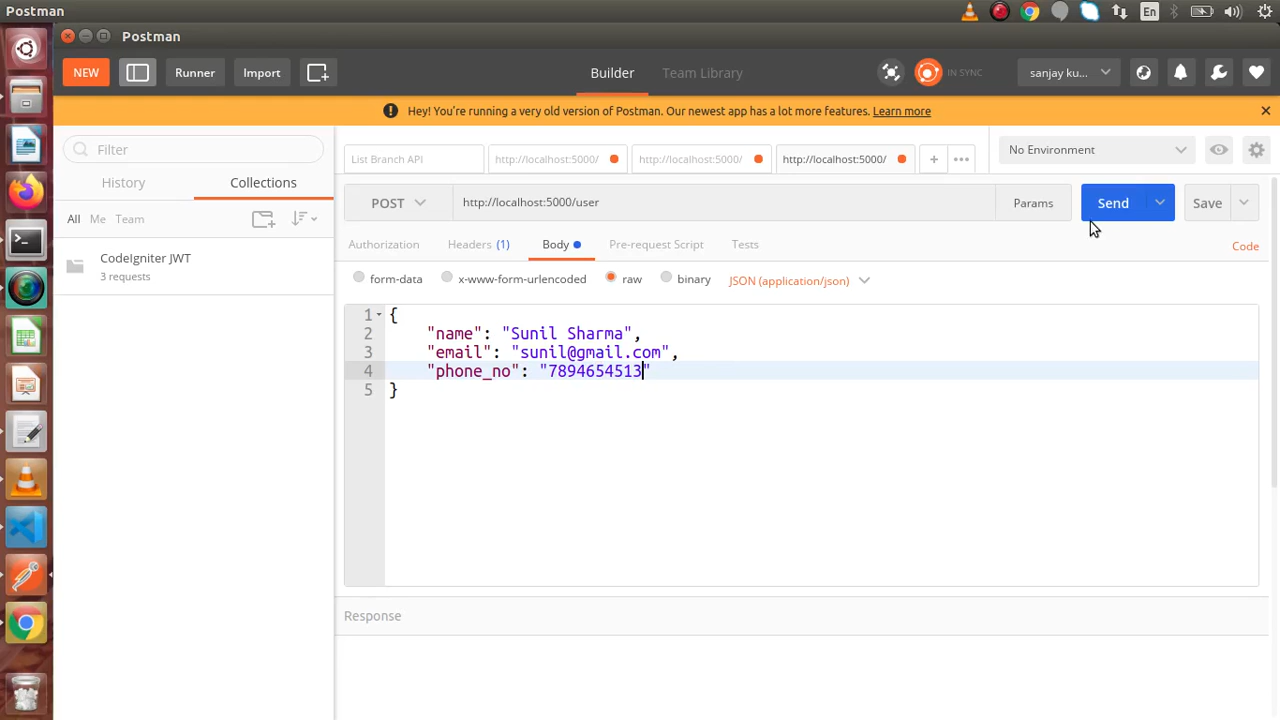 Postman
En
Postman
NEW
Runner
Import
Builder
Team Library
IN SYNC
sanjay ku...
Hey! You're running a very old version of Postman. Our newest app has a lot more features. Learn more
Filter
History
Collections
All Me Team
CodeIgniter JWT
3 requests
List Branch API
http://localhost:5000/
http://localhost:5000/
http://localhost:5000/
No Environment
POST
http://localhost:5000/user
Params
Send
Save
Authorization
Headers (1)
Body
Pre-request Script
Tests
Code
form-data
x-www-form-urlencoded
raw
binary
JSON (application/json)
1 {
2 "name": "Sunil Sharma",
3 "email": "sunil@gmail.com",
4 "phone_no": "7894654513"
5 }
Response